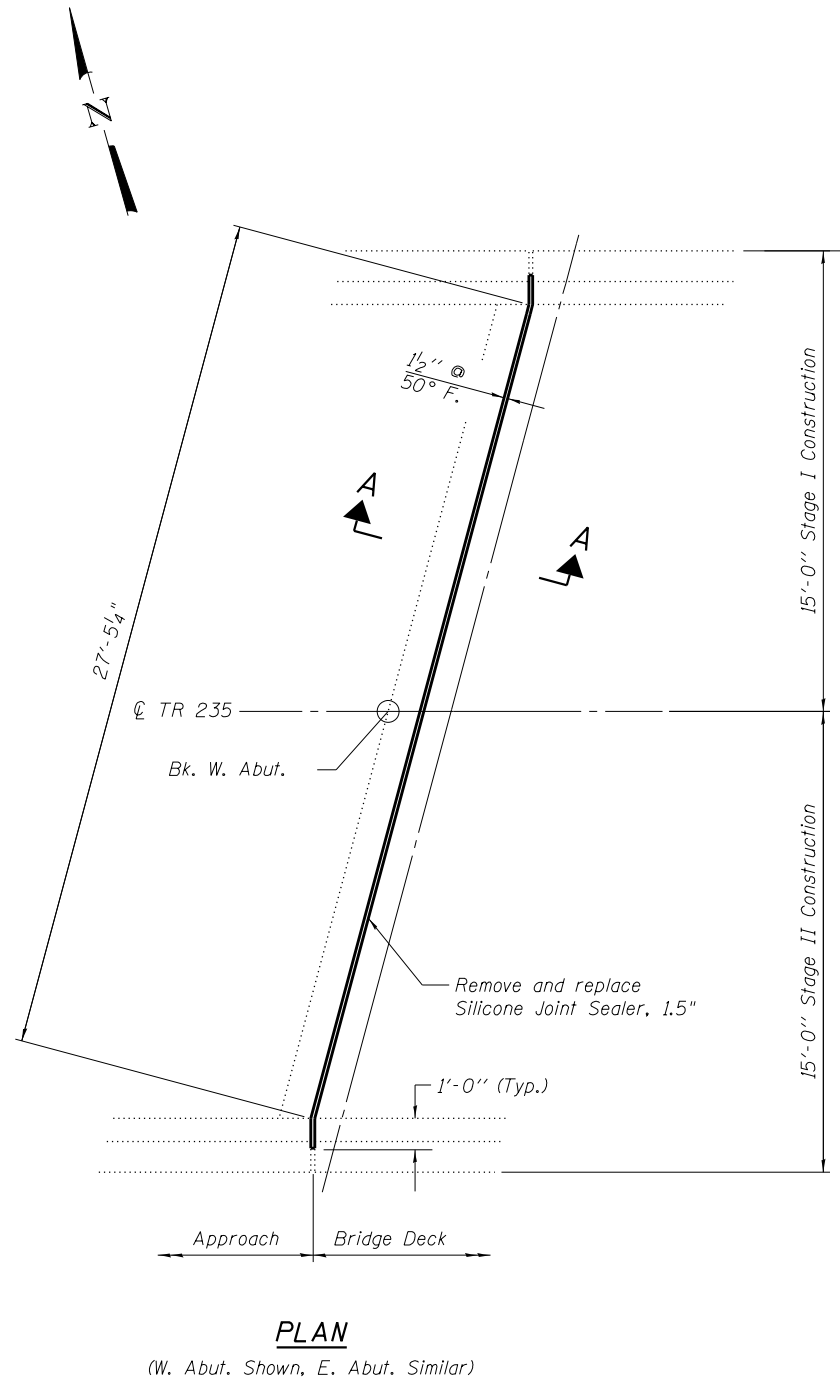 N
1½'' @
50° F.
A
A
15'-0'' Stage I Construction
27'-5¼"
℄ TR 235
Bk. W. Abut.
15'-0'' Stage II Construction
Remove and replace
Silicone Joint Sealer, 1.5"
1'-0'' (Typ.)
Approach
Bridge Deck
PLAN
(W. Abut. Shown, E. Abut. Similar)